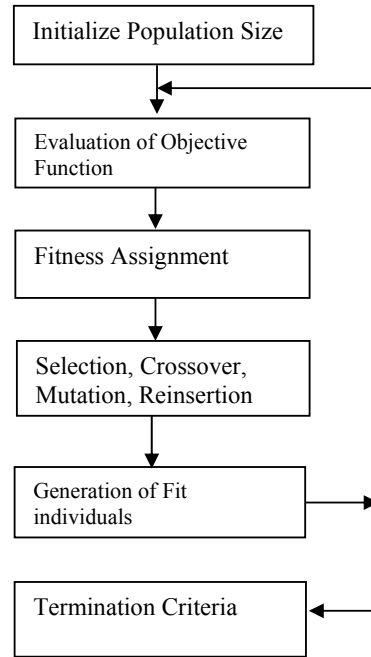 Initialize Population Size
Evaluation of Objective
Function
Fitness Assignment
Selection, Crossover,
Mutation, Reinsertion
Generation of Fit
individuals
Termination Criteria